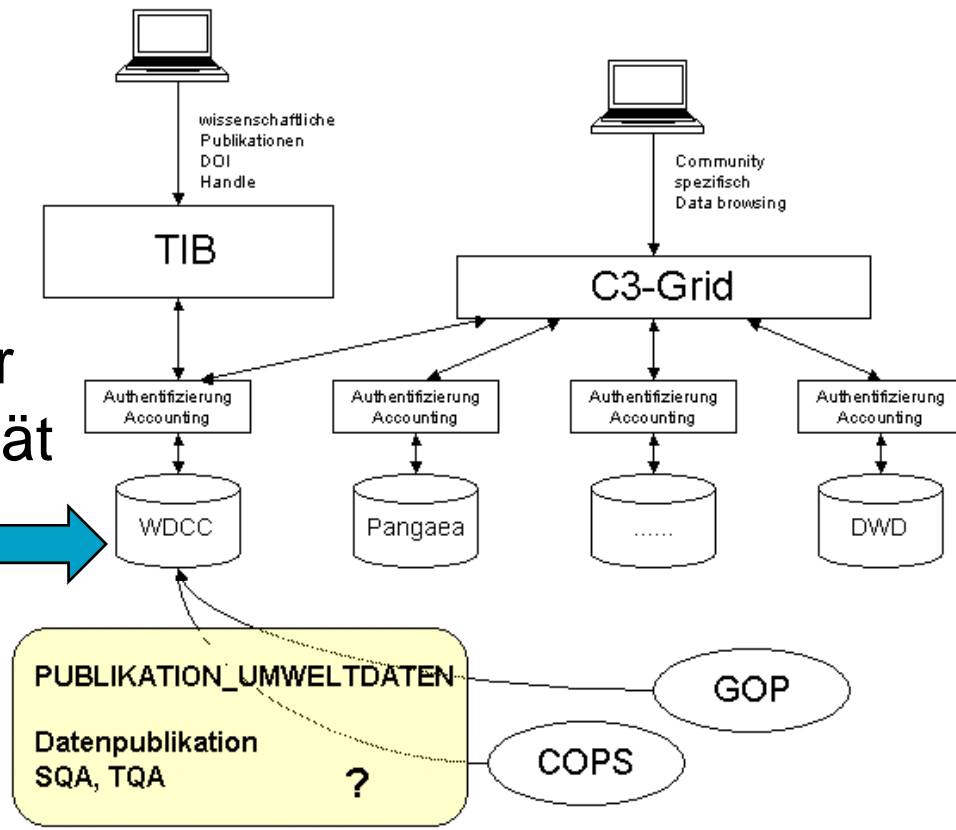 wissenschaftliche
Publikationen
DOI
Handle
Community
spezifisch
Data browsing
TIB
C3-Grid
r
ät
Authentifizierung
Accounting
Authentifizierung
Accounting
Authentifizierung
Accounting
Authentifizierung
Accounting
WDCC
Pangaea
......
DWD
PUBLIKATION_UMWELTDATEN
Datenpublikation
SQA, TQA
?
GOP
COPS